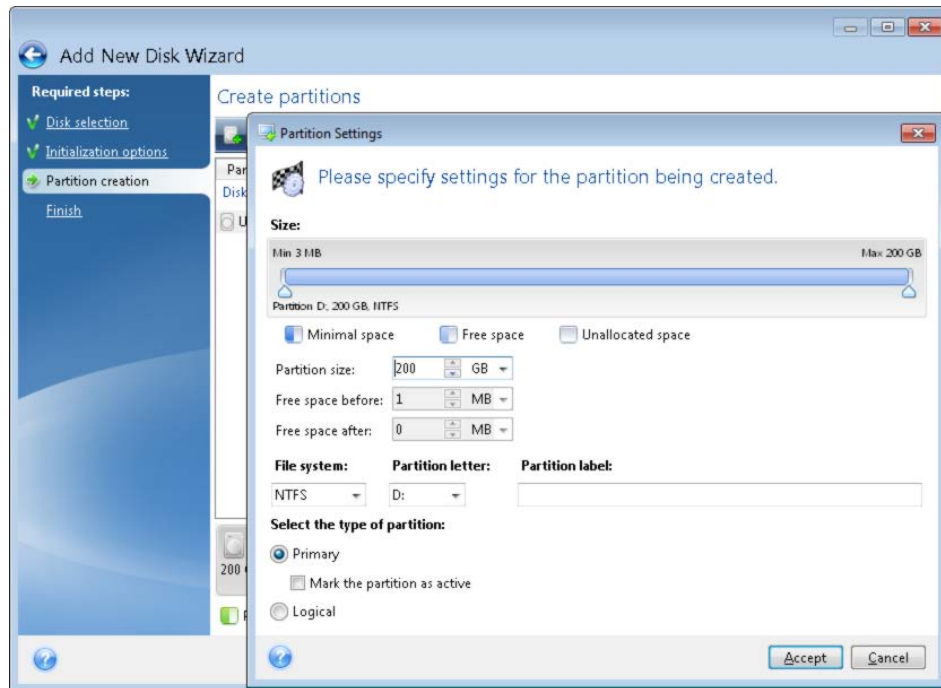 Add New Disk Wizard
Required steps:
Disk selection
Initialization options
Partition creation
Finish
Create partitions
Par
Disk
U
200
Partition Settings
Please specify settings for the partition being created.
Size:
Min 3 MB Max 200 GB
Partition D:, 200 GB, NTFS
Minimal space Free space Unallocated space
Partition size: 200 GB
Free space before: 1 MB
Free space after: 0 MB
File system: Partition letter: Partition label:
NTFS D:
Select the type of partition:
Primary
Mark the partition as active
Logical
Accept Cancel